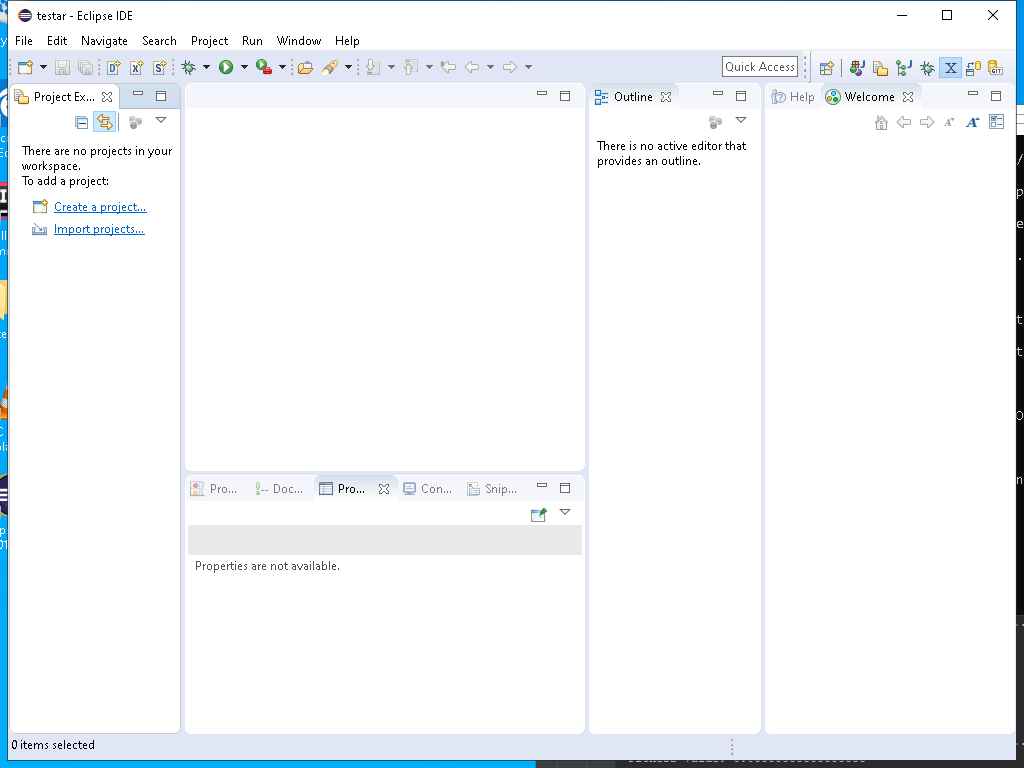 testar - Eclipse IDE
File Edit Navigate Search Project Run Window Help
Quick Access
Project Ex...
Outline
Help
Welcome
There are no projects in your
workspace.
To add a project:
Create a project...
Import projects...
There is no active editor that
provides an outline.
Pro...
Doc...
Pro...
Con...
Snip...
Properties are not available.
0 items selected